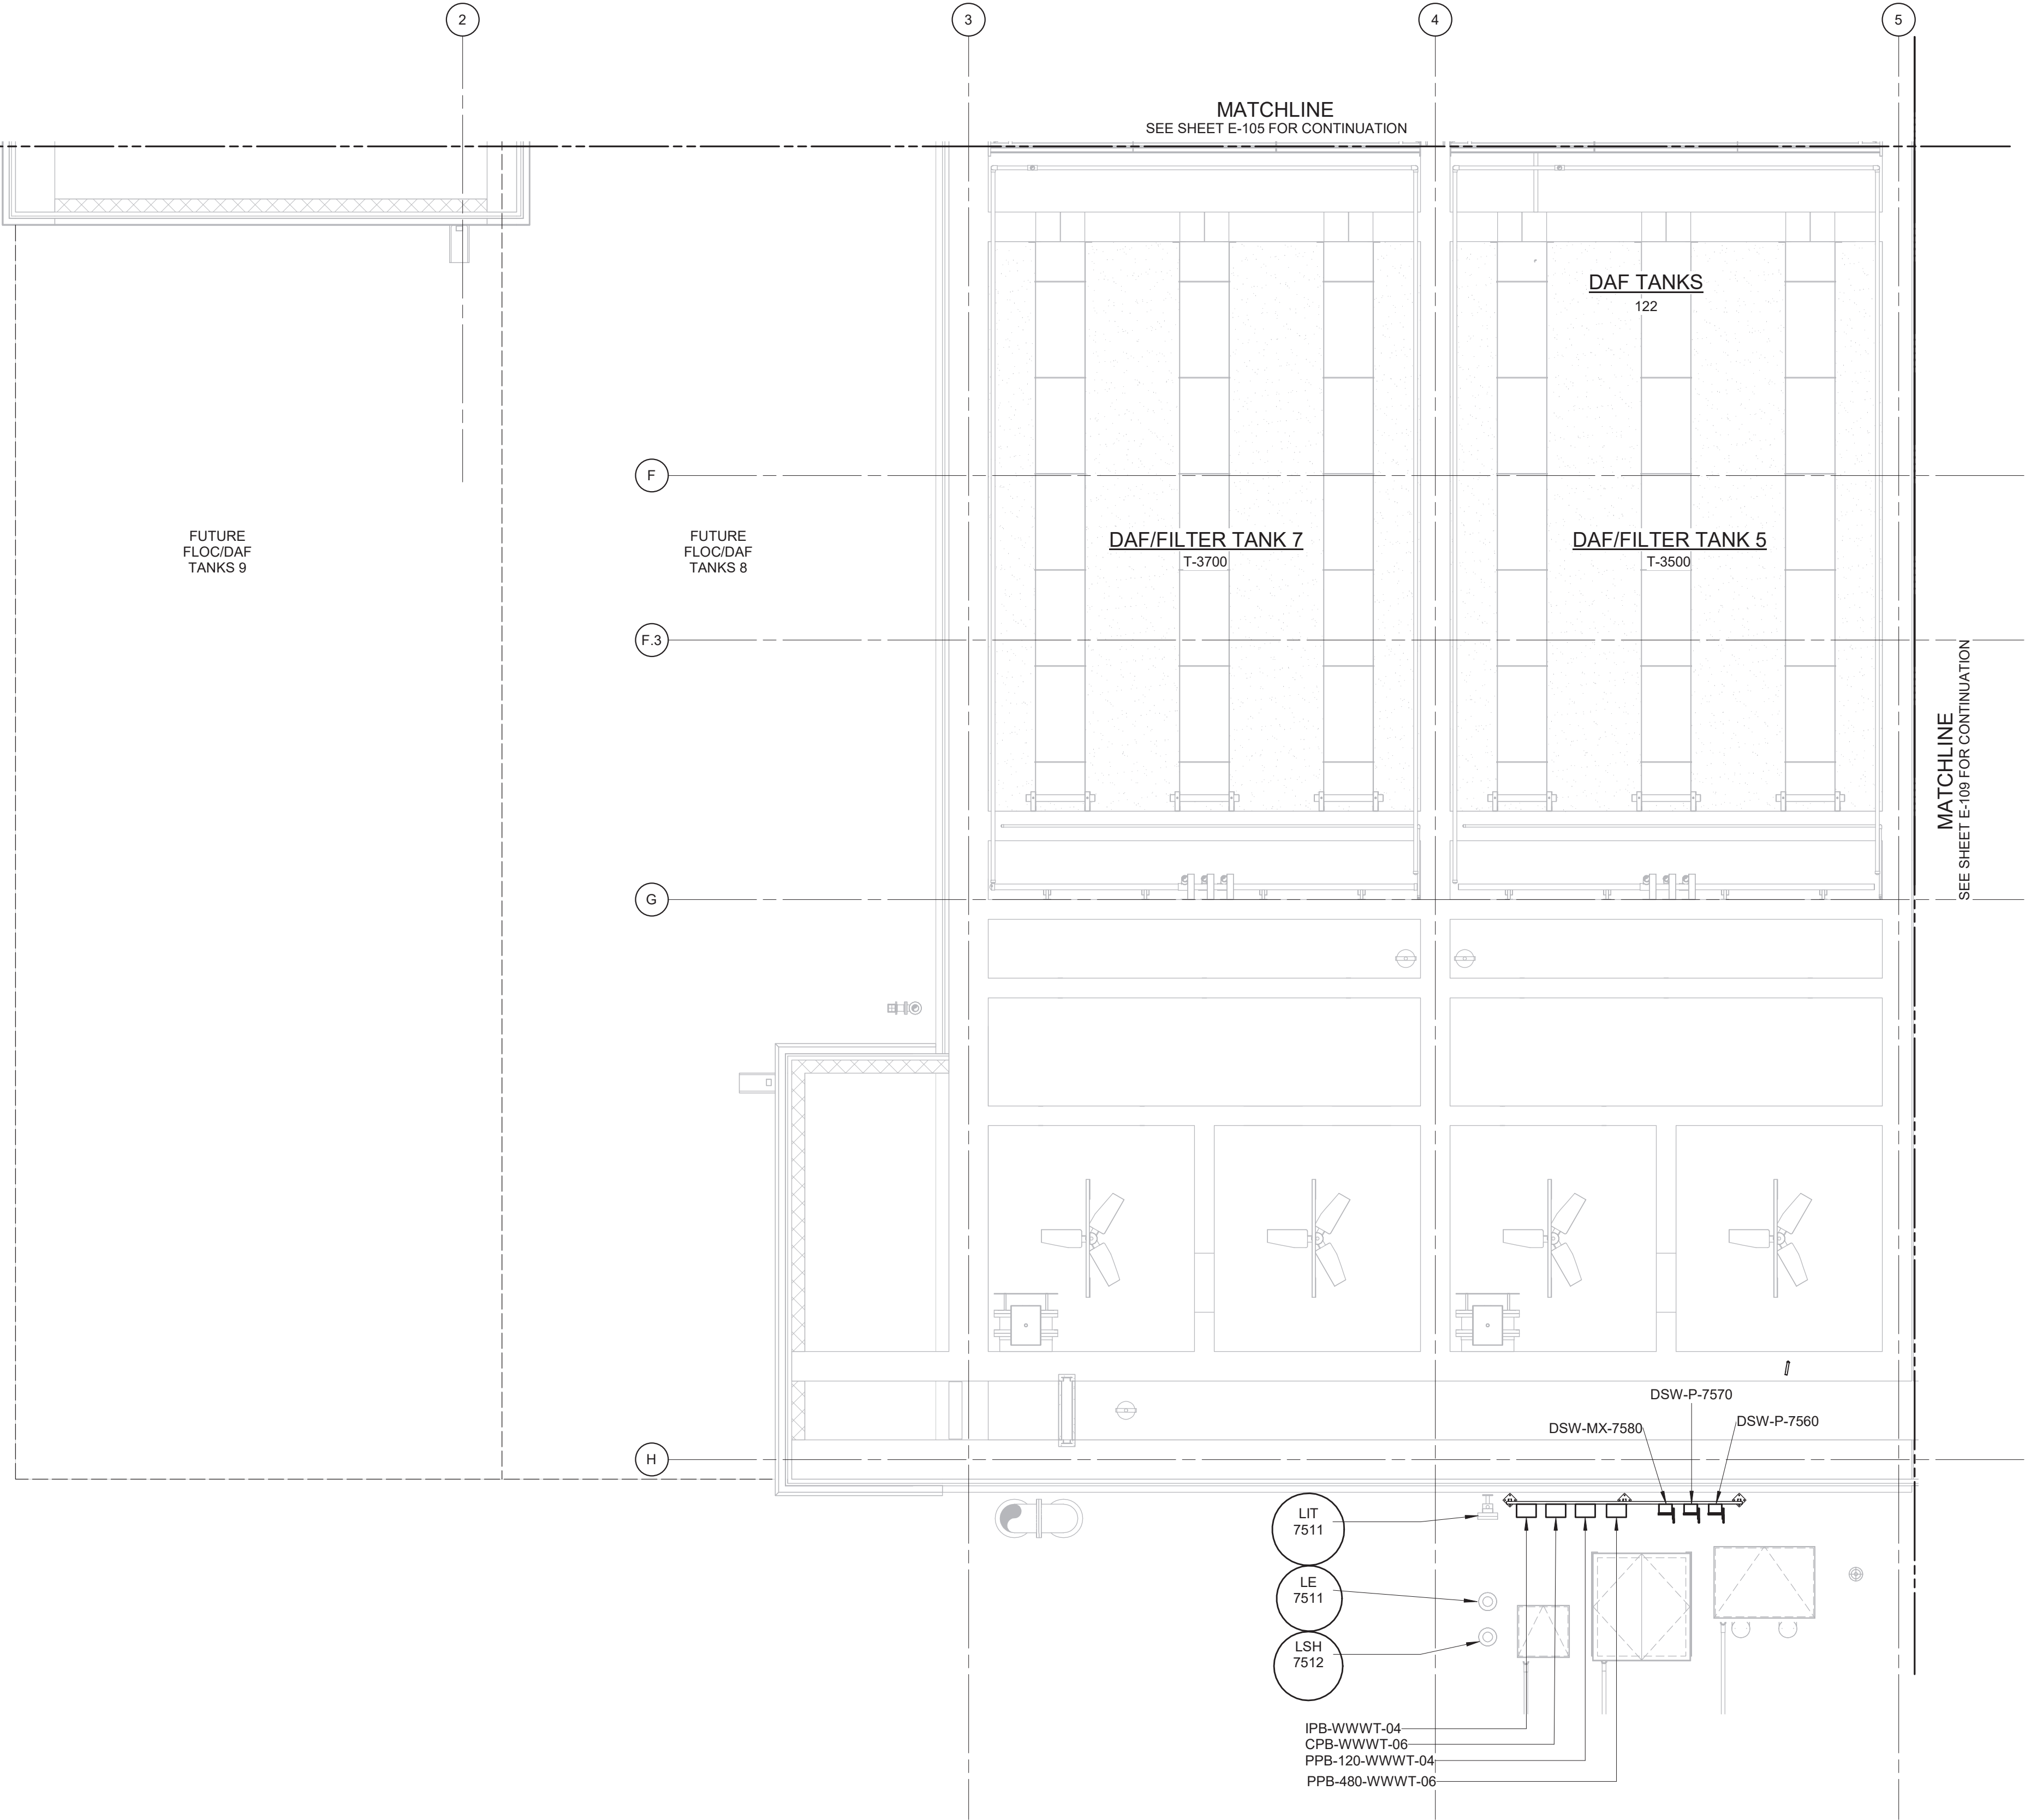 2
3
4
5
MATCHLINE
SEE SHEET E-105 FOR CONTINUATION
DAF TANKS
122
F
FUTURE
FLOC/DAF
TANKS 9
FUTURE
FLOC/DAF
TANKS 8
DAF/FILTER TANK 7
T-3700
DAF/FILTER TANK 5
T-3500
F.3
MATCHLINE
SEE SHEET E-109 FOR CONTINUATION
G
DSW-P-7570
DSW-MX-7580
DSW-P-7560
H
LIT
7511
LE
7511
LSH
7512
IPB-WWWT-04
CPB-WWWT-06
PPB-120-WWWT-04
PPB-480-WWWT-06